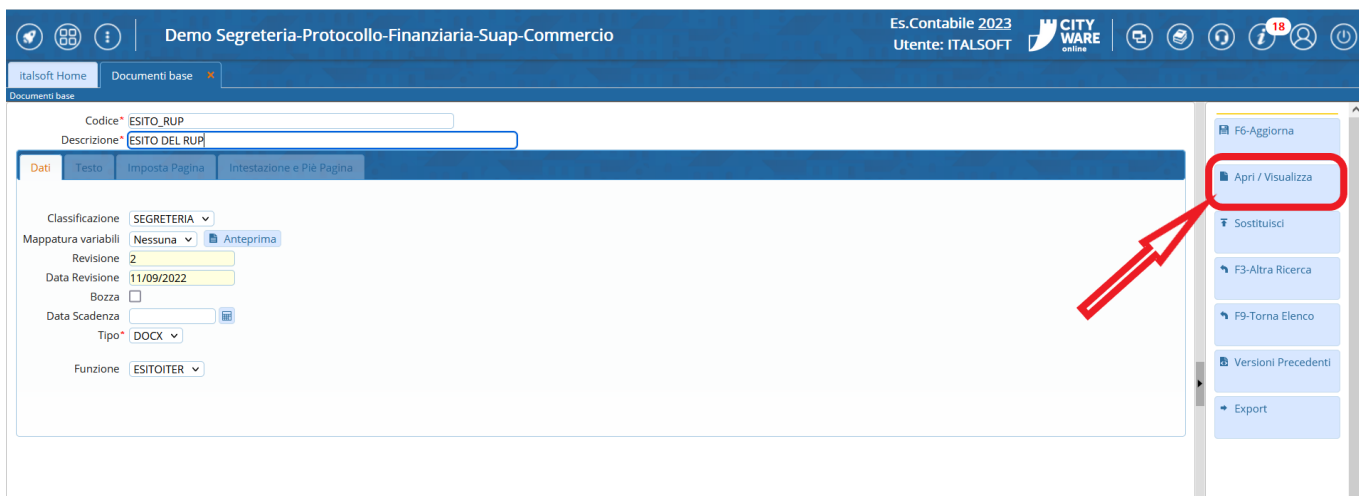 Demo Segreteria-Protocollo-Finanziaria-Suap-Commercio
Es.Contabile 2023
Utente: ITALSOFT
CITY
WARE
online
18
italsoft Home
Documenti base ×
Documenti base
Codice* ESITO_RUP
Descrizione* ESITO DEL RUP
Dati Testo Imposta Pagina Intestazione e Piè Pagina
Classificazione SEGRETERIA
Mappatura variabili Nessuna Anteprima
Revisione 2
Data Revisione 11/09/2022
Bozza
Data Scadenza
Tipo* DOCX
Funzione ESITOITER
F6-Aggiorna
Apri / Visualizza
Sostituisci
F3-Altra Ricerca
F9-Torna Elenco
Versioni Precedenti
Export